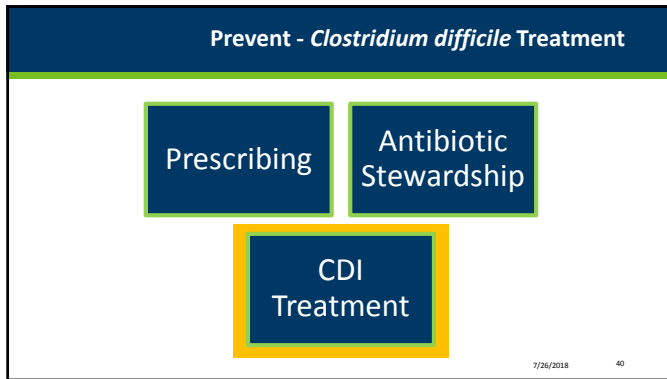 Prevent - Clostridium difficile Treatment
Prescribing
Antibiotic
Stewardship
CDI
Treatment
7/26/2018 40